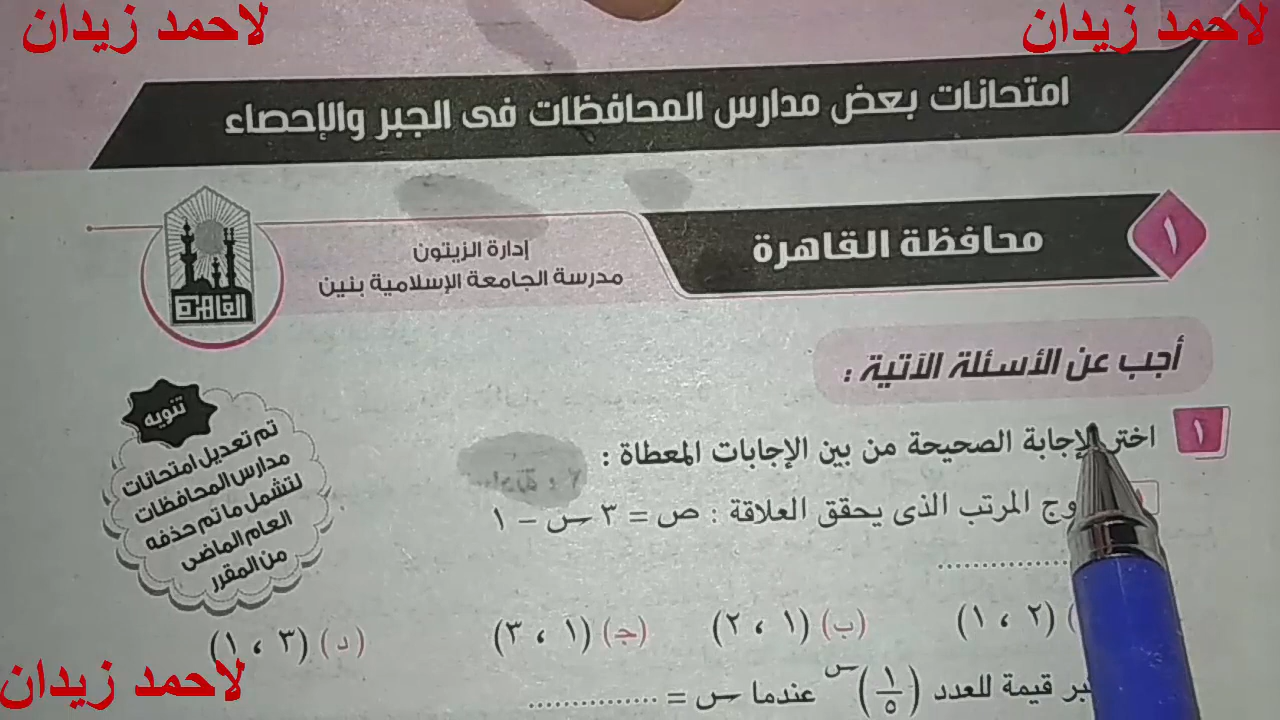 لاحمد زيدان
لاحمد زيدان
امتحانات بعض مدارس المحافظات فى الجبر والإحصاء
١
محافظة القاهرة
إدارة الزيتون
مدرسة الجامعة الإسلامية بنين
القاهرة
أجب عن الأسئلة الآتية :
تنويه
تم تعديل امتحانات
مدارس المحافظات
لتشمل ما تم حذفه
العام الماضى
من المقرر
١ اختر الإجابة الصحيحة من بين الإجابات المعطاة :
المرتب الذى يحقق العلاقة : ص = ٣ س − ١
....................
(٢ ، ١) (ب) (١ ، ٢) (جـ) (١ ، ٣) (د) (٣ ، ١)
قيمة للعدد (١/٥)^س عندما س = ....................
لاحمد زيدان